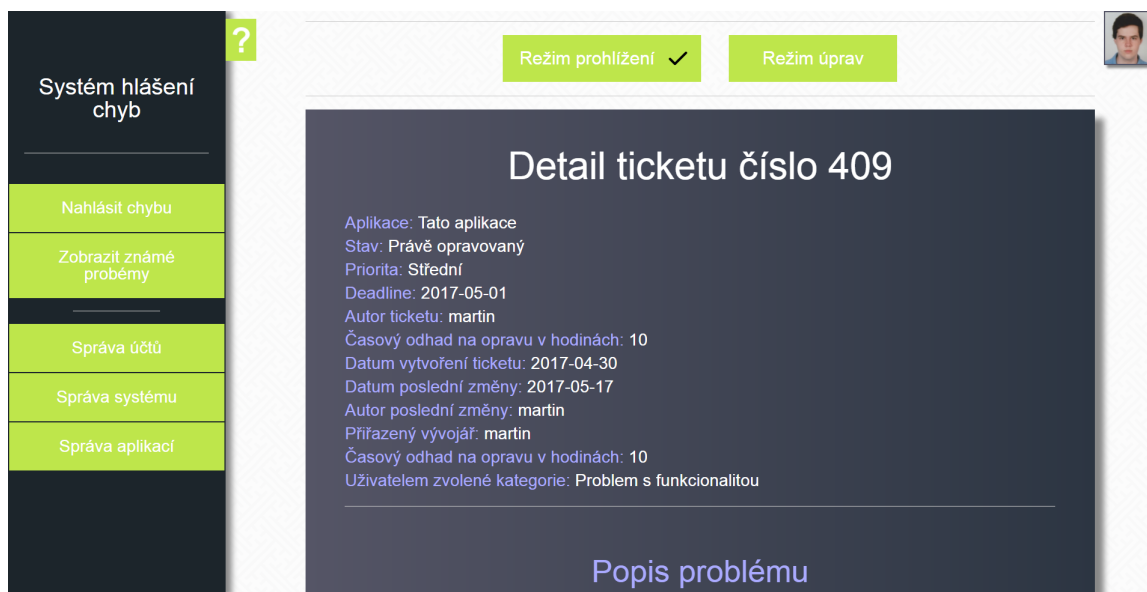 Systém hlášení
chyb
Nahlásit chybu
Zobrazit známé
probémy
Správa účtů
Správa systému
Správa aplikací
?
Režim prohlížení
Režim úprav
Detail ticketu číslo 409
Aplikace: Tato aplikace
Stav: Právě opravovaný
Priorita: Střední
Deadline: 2017-05-01
Autor ticketu: martin
Časový odhad na opravu v hodinách: 10
Datum vytvoření ticketu: 2017-04-30
Datum poslední změny: 2017-05-17
Autor poslední změny: martin
Přiřazený vývojář: martin
Časový odhad na opravu v hodinách: 10
Uživatelem zvolené kategorie: Problem s funkcionalitou
Popis problému